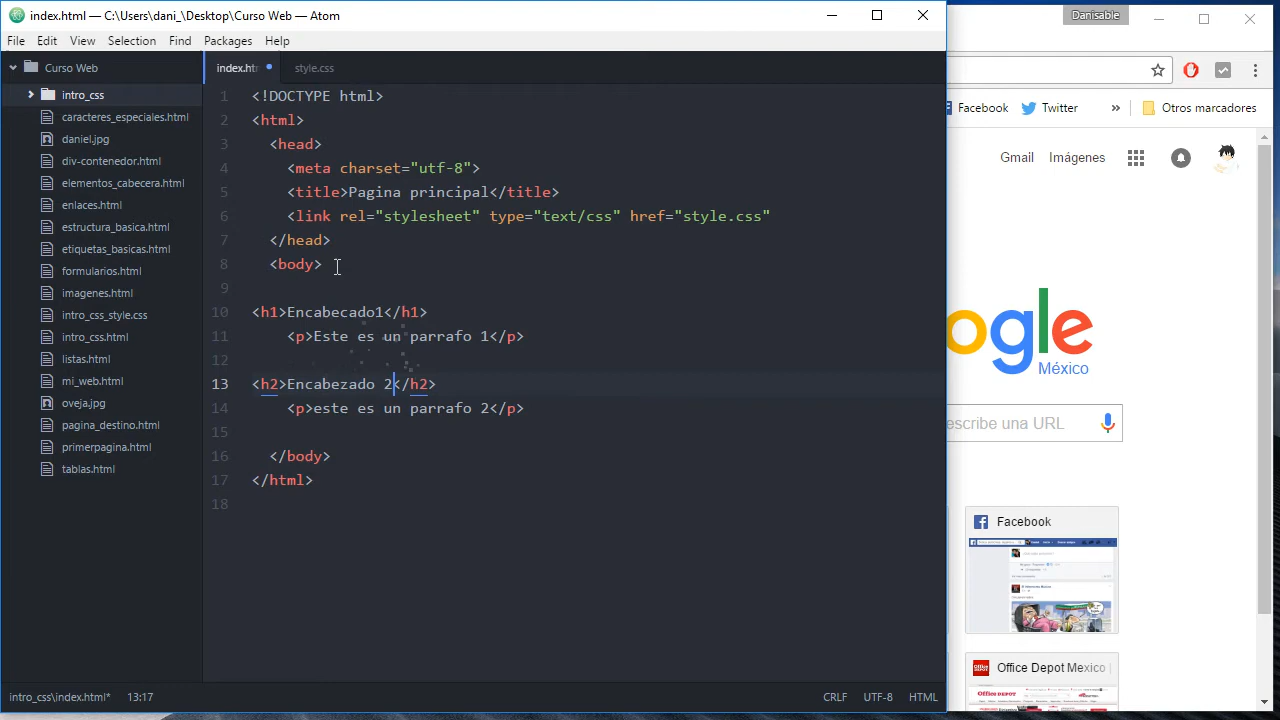 index.html — C:\Users\dani_\Desktop\Curso Web — Atom
Danisable
File Edit View Selection Find Packages Help
Curso Web
index.ht
style.css
intro_css
caracteres_especiales.html
daniel.jpg
div-contenedor.html
elementos_cabecera.html
enlaces.html
estructura_basica.html
etiquetas_basicas.html
formularios.html
imagenes.html
intro_css_style.css
intro_css.html
listas.html
mi_web.html
oveja.jpg
pagina_destino.html
primerpagina.html
tablas.html
1 <!DOCTYPE html>
2 <html>
3 <head>
4 <meta charset="utf-8">
5 <title>Pagina principal</title>
6 <link rel="stylesheet" type="text/css" href="style.css"
7 </head>
8 <body>
9
10 <h1>Encabecado1</h1>
11 <p>Este es un parrafo 1</p>
12
13 <h2>Encabezado 2</h2>
14 <p>este es un parrafo 2</p>
15
16 </body>
17 </html>
18
intro_css\index.html* 13:17
CRLF UTF-8 HTML
Facebook Twitter » Otros marcadores
Gmail Imágenes
ogle
México
escribe una URL
Facebook
Office Depot Mexico
Office DEPOT